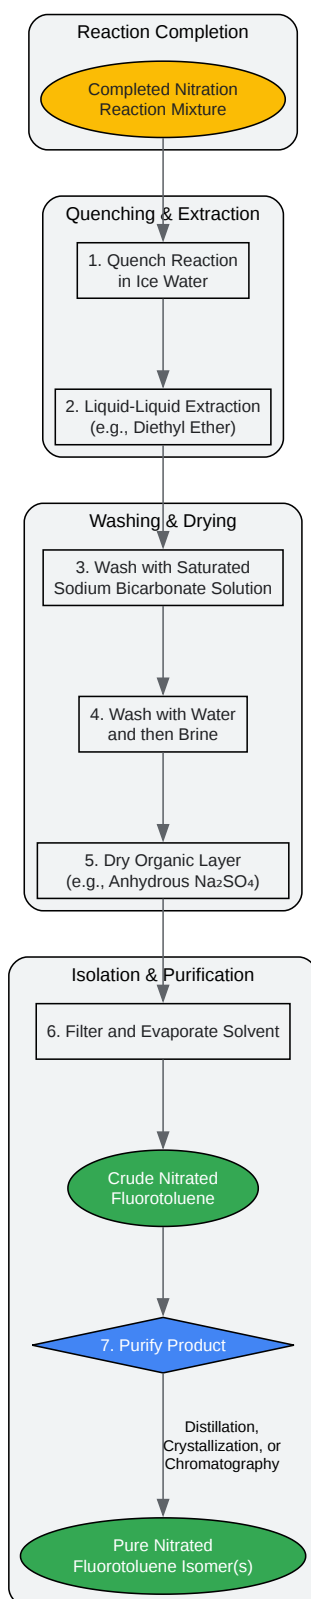 Reaction Completion
Completed Nitration
Reaction Mixture
Quenching & Extraction
1. Quench Reaction
in Ice Water
2. Liquid-Liquid Extraction
(e.g., Diethyl Ether)
Washing & Drying
3. Wash with Saturated
Sodium Bicarbonate Solution
4. Wash with Water
and then Brine
5. Dry Organic Layer
(e.g., Anhydrous Na₂SO₄)
Isolation & Purification
6. Filter and Evaporate Solvent
Crude Nitrated
Fluorotoluene
7. Purify Product
Distillation,
Crystallization, or
Chromatography
Pure Nitrated
Fluorotoluene Isomer(s)